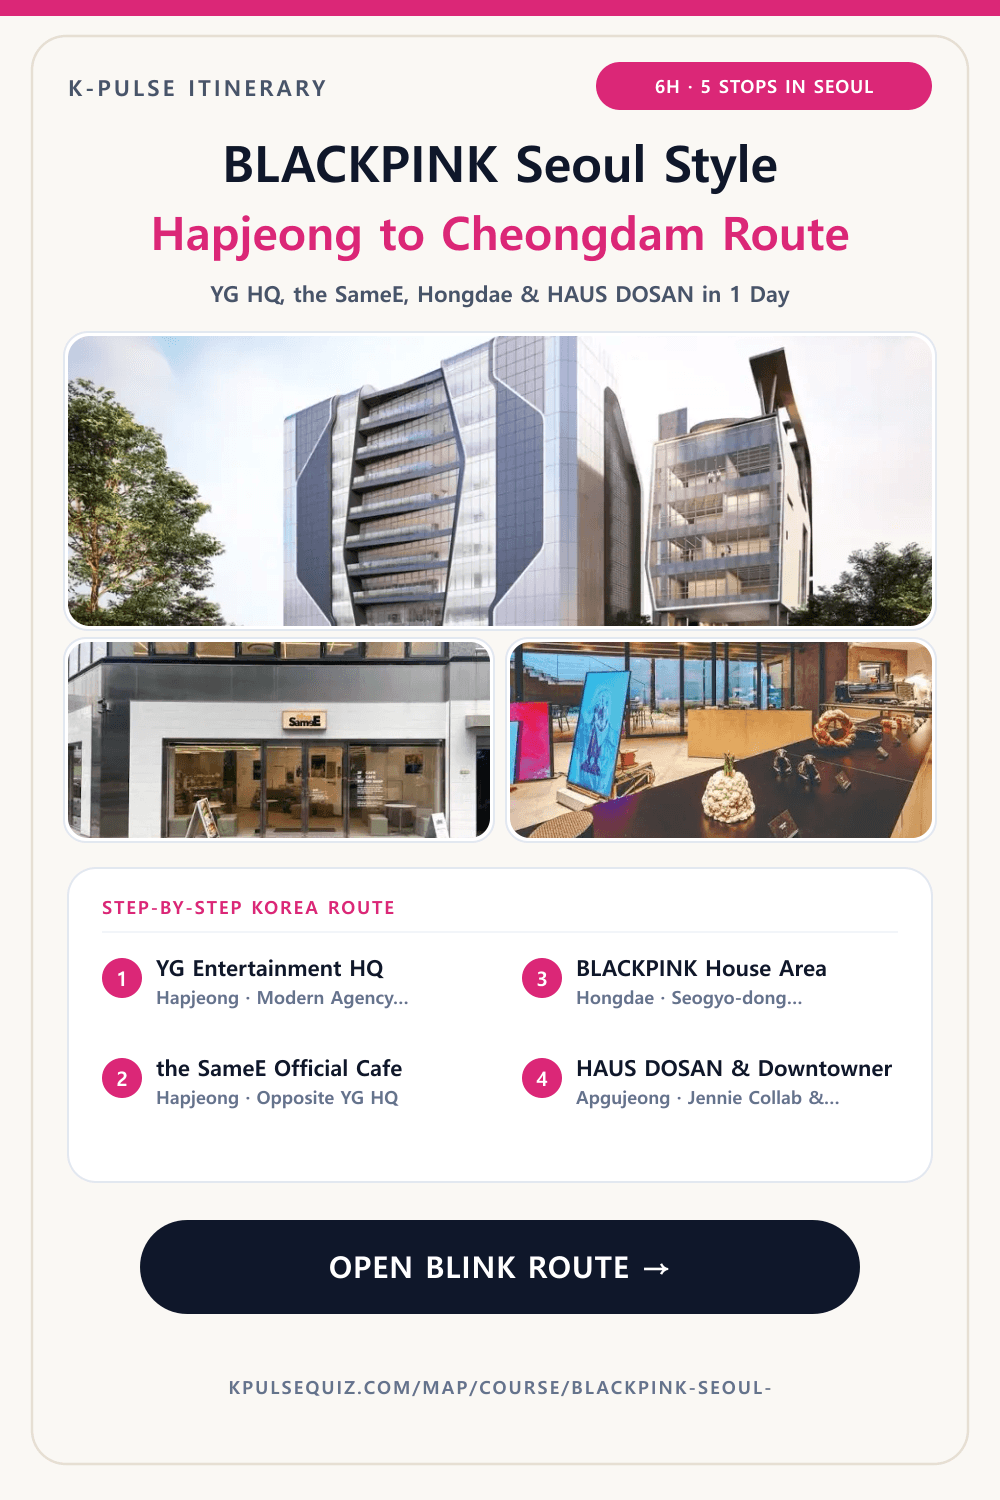 K-PULSE ITINERARY
6H · 5 STOPS IN SEOUL
BLACKPINK Seoul Style
Hapjeong to Cheongdam Route
YG HQ, the SameE, Hongdae & HAUS DOSAN in 1 Day
SameE
STEP-BY-STEP KOREA ROUTE
1 YG Entertainment HQ
Hapjeong · Modern Agency...
2 the SameE Official Cafe
Hapjeong · Opposite YG HQ
3 BLACKPINK House Area
Hongdae · Seogyo-dong...
4 HAUS DOSAN & Downtowner
Apgujeong · Jennie Collab &...
OPEN BLINK ROUTE →
KPULSEQUIZ.COM/MAP/COURSE/BLACKPINK-SEOUL-